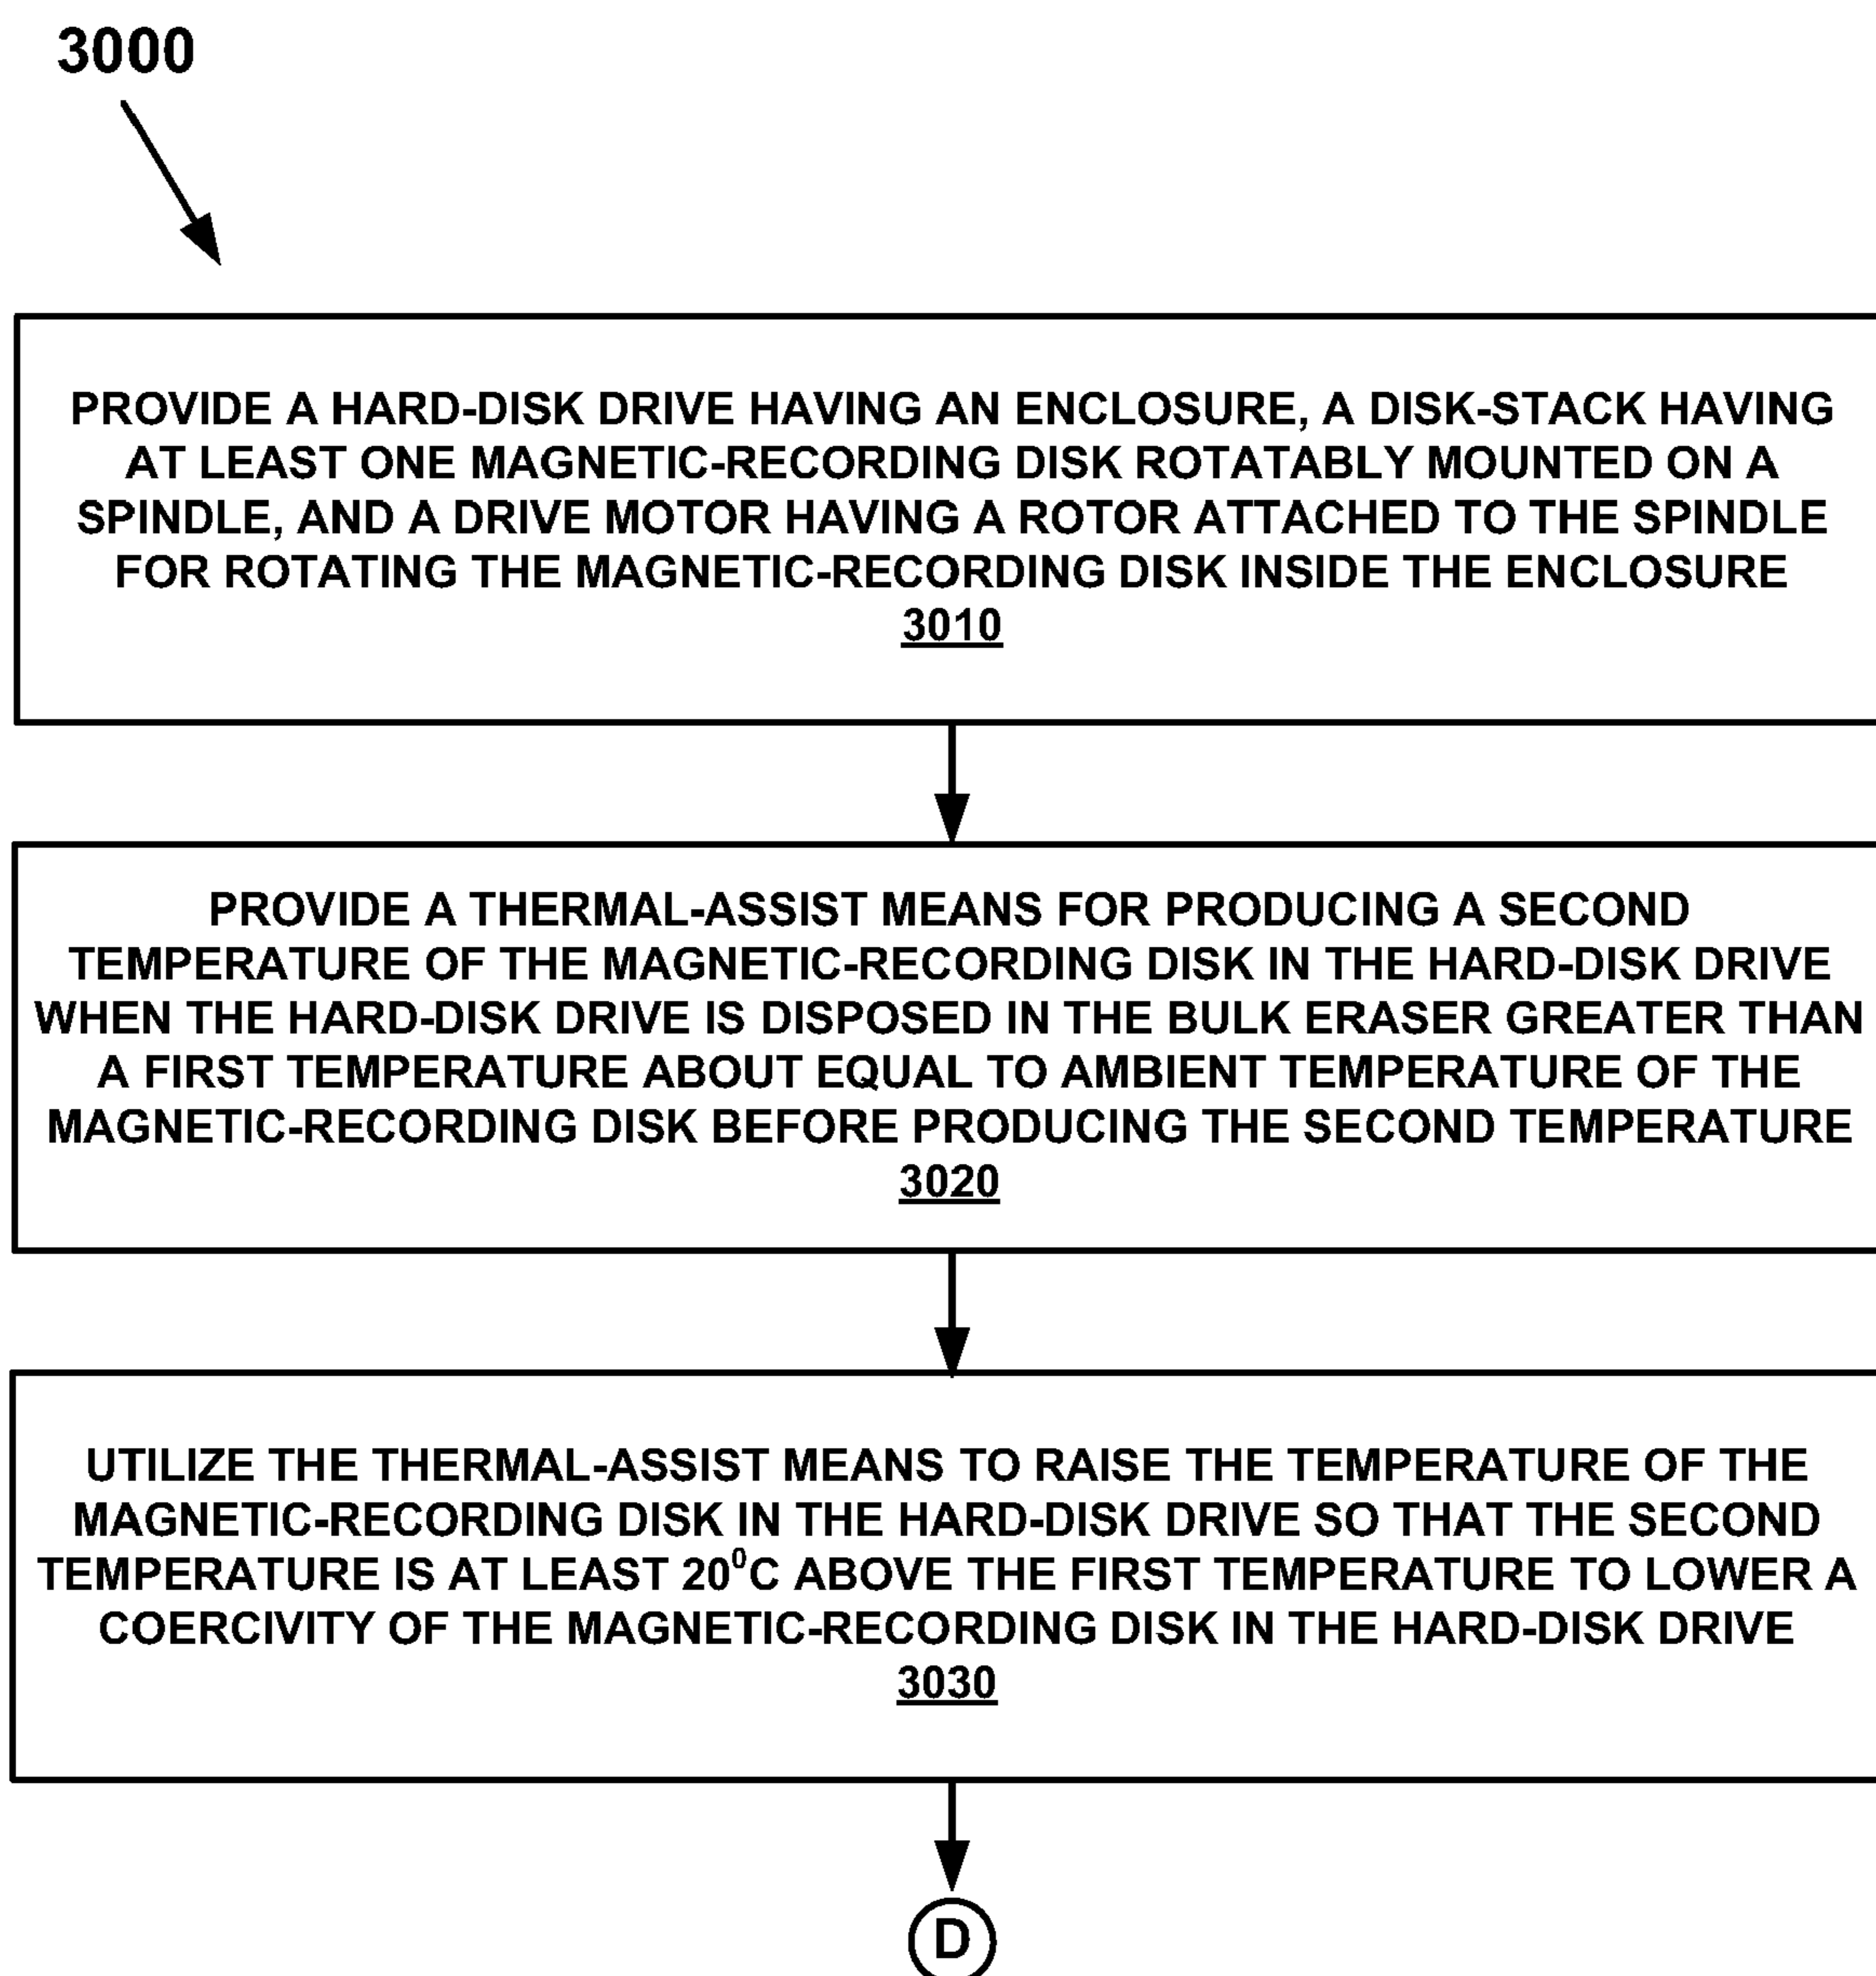 3000
PROVIDE A HARD-DISK DRIVE HAVING AN ENCLOSURE, A DISK-STACK HAVING
AT LEAST ONE MAGNETIC-RECORDING DISK ROTATABLY MOUNTED ON A
SPINDLE, AND A DRIVE MOTOR HAVING A ROTOR ATTACHED TO THE SPINDLE
FOR ROTATING THE MAGNETIC-RECORDING DISK INSIDE THE ENCLOSURE
3010
PROVIDE A THERMAL-ASSIST MEANS FOR PRODUCING A SECOND
TEMPERATURE OF THE MAGNETIC-RECORDING DISK IN THE HARD-DISK DRIVE
WHEN THE HARD-DISK DRIVE IS DISPOSED IN THE BULK ERASER GREATER THAN
A FIRST TEMPERATURE ABOUT EQUAL TO AMBIENT TEMPERATURE OF THE
MAGNETIC-RECORDING DISK BEFORE PRODUCING THE SECOND TEMPERATURE
3020
UTILIZE THE THERMAL-ASSIST MEANS TO RAISE THE TEMPERATURE OF THE
MAGNETIC-RECORDING DISK IN THE HARD-DISK DRIVE SO THAT THE SECOND
TEMPERATURE IS AT LEAST 20⁰C ABOVE THE FIRST TEMPERATURE TO LOWER A
COERCIVITY OF THE MAGNETIC-RECORDING DISK IN THE HARD-DISK DRIVE
3030
D